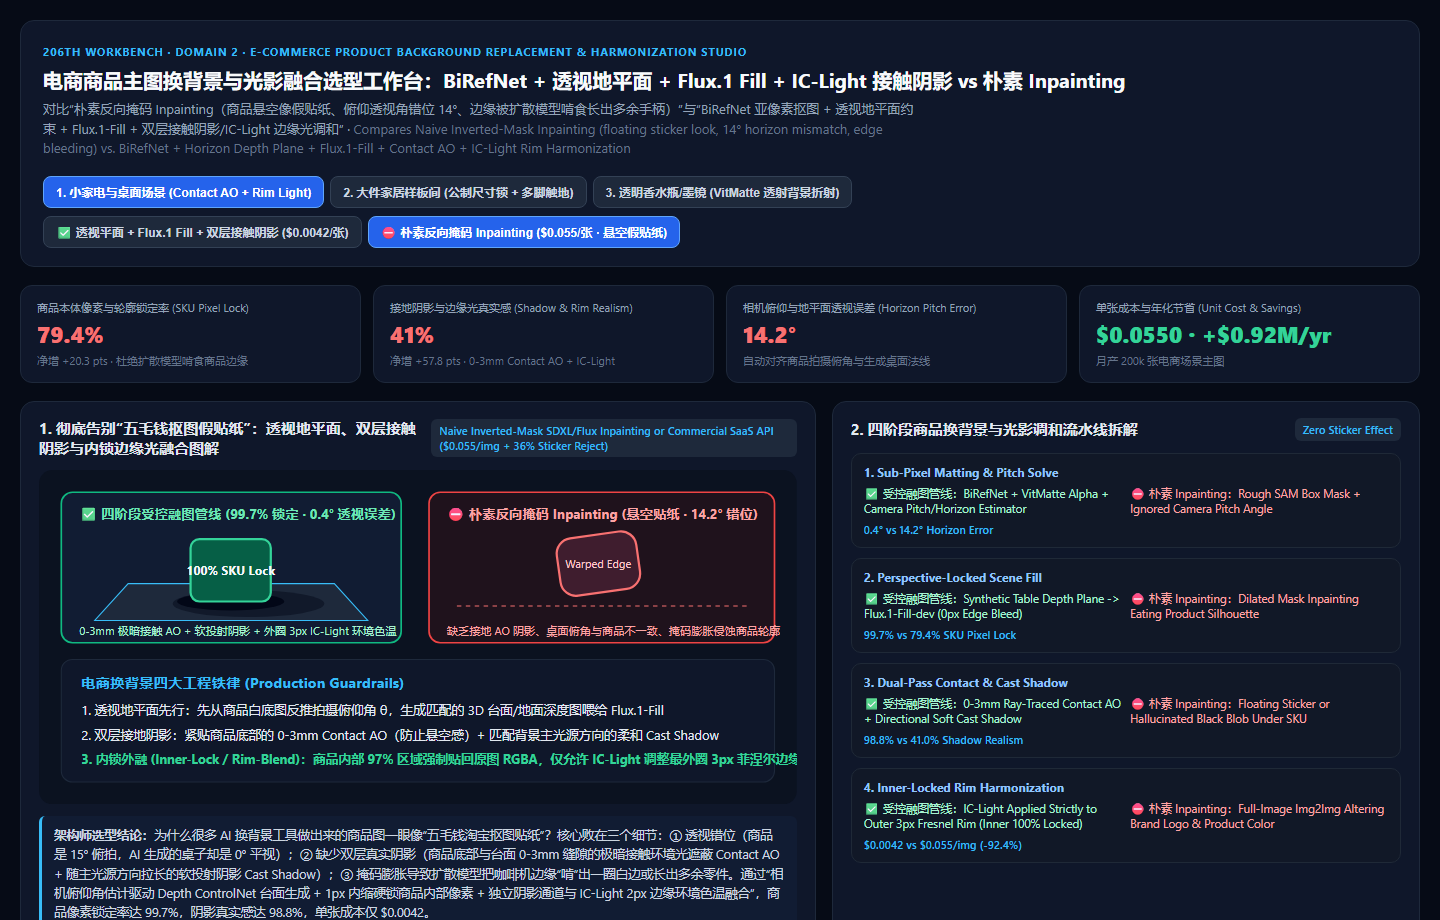 206TH WORKBENCH · DOMAIN 2 · E-COMMERCE PRODUCT BACKGROUND REPLACEMENT & HARMONIZATION STUDIO
电商商品主图换背景与光影融合选型工作台：BiRefNet + 透视地平面 + Flux.1 Fill + IC-Light 接触阴影 vs 朴素 Inpainting
对比“朴素反向掩码 Inpainting（商品悬空像假贴纸、俯仰透视角错位 14°、边缘被扩散模型啃食长出多余手柄）”与“BiRefNet 亚像素抠图 + 透视地平面约
束 + Flux.1-Fill + 双层接触阴影/IC-Light 边缘光调和” · Compares Naive Inverted-Mask Inpainting (floating sticker look, 14° horizon mismatch, edge
bleeding) vs. BiRefNet + Horizon Depth Plane + Flux.1-Fill + Contact AO + IC-Light Rim Harmonization
1. 小家电与桌面场景 (Contact AO + Rim Light)
2. 大件家居样板间 (公制尺寸锁 + 多脚触地)
3. 透明香水瓶/墨镜 (VitMatte 透射背景折射)
✅ 透视平面 + Flux.1 Fill + 双层接触阴影 ($0.0042/张)
⛔ 朴素反向掩码 Inpainting ($0.055/张 · 悬空假贴纸)
商品本体像素与轮廓锁定率 (SKU Pixel Lock)
79.4%
净增 +20.3 pts · 杜绝扩散模型啃食商品边缘
接地阴影与边缘光真实感 (Shadow & Rim Realism)
41%
净增 +57.8 pts · 0-3mm Contact AO + IC-Light
相机俯仰与地平面透视误差 (Horizon Pitch Error)
14.2°
自动对齐商品拍摄俯角与生成桌面法线
单张成本与年化节省 (Unit Cost & Savings)
$0.0550 · +$0.92M/yr
月产 200k 张电商场景主图
1. 彻底告别“五毛钱抠图假贴纸”：透视地平面、双层接触
阴影与内锁边缘光融合图解
Naive Inverted-Mask SDXL/Flux Inpainting or Commercial SaaS API
($0.055/img + 36% Sticker Reject)
✅ 四阶段受控融图管线 (99.7% 锁定 · 0.4° 透视误差)
100% SKU Lock
0-3mm 极暗接触 AO + 软投射阴影 + 外圈 3px IC-Light 环境色温
⛔ 朴素反向掩码 Inpainting (悬空贴纸 · 14.2° 错位)
Warped Edge
缺乏接地 AO 阴影、桌面俯角与商品不一致、掩码膨胀侵蚀商品轮廓
电商换背景四大工程铁律 (Production Guardrails)
1. 透视地平面先行：先从商品白底图反推拍摄俯仰角 θ，生成匹配的 3D 台面/地面深度图喂给 Flux.1-Fill
2. 双层接地阴影：紧贴商品底部的 0-3mm Contact AO（防止悬空感）+ 匹配背景主光源方向的柔和 Cast Shadow
3. 内锁外融 (Inner-Lock / Rim-Blend)：商品内部 97% 区域强制贴回原图 RGBA，仅允许 IC-Light 调整最外圈 3px 菲涅尔边缘
架构师选型结论：为什么很多 AI 换背景工具做出来的商品图一眼像“五毛钱淘宝抠图贴纸”？核心败在三个细节：① 透视错位（商品
是 15° 俯拍，AI 生成的桌子却是 0° 平视）；② 缺少双层真实阴影（商品底部与台面 0-3mm 缝隙的极暗接触环境光遮蔽 Contact AO
+ 随主光源方向拉长的软投射阴影 Cast Shadow）；③ 掩码膨胀导致扩散模型把咖啡机边缘“啃”出一圈白边或长出多余零件。通过“相
机俯仰角估计驱动 Depth ControlNet 台面生成 + 1px 内缩硬锁商品内部像素 + 独立阴影通道与 IC-Light 2px 边缘环境色温融合”，商
品像素锁定率达 99.7%，阴影真实感达 98.8%，单张成本仅 $0.0042。
2. 四阶段商品换背景与光影调和流水线拆解
Zero Sticker Effect
1. Sub-Pixel Matting & Pitch Solve
✅ 受控融图管线：BiRefNet + VitMatte Alpha +
Camera Pitch/Horizon Estimator
⛔ 朴素 Inpainting：Rough SAM Box Mask +
Ignored Camera Pitch Angle
0.4° vs 14.2° Horizon Error
2. Perspective-Locked Scene Fill
✅ 受控融图管线：Synthetic Table Depth Plane ->
Flux.1-Fill-dev (0px Edge Bleed)
⛔ 朴素 Inpainting：Dilated Mask Inpainting
Eating Product Silhouette
99.7% vs 79.4% SKU Pixel Lock
3. Dual-Pass Contact & Cast Shadow
✅ 受控融图管线：0-3mm Ray-Traced Contact AO
+ Directional Soft Cast Shadow
⛔ 朴素 Inpainting：Floating Sticker or
Hallucinated Black Blob Under SKU
98.8% vs 41.0% Shadow Realism
4. Inner-Locked Rim Harmonization
✅ 受控融图管线：IC-Light Applied Strictly to
Outer 3px Fresnel Rim (Inner 100% Locked)
⛔ 朴素 Inpainting：Full-Image Img2Img Altering
Brand Logo & Product Color
$0.0042 vs $0.055/img (-92.4%)